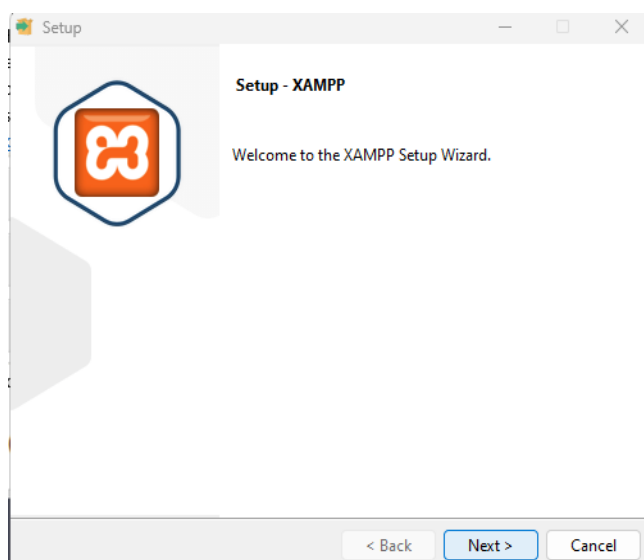 Setup
Setup - XAMPP
Welcome to the XAMPP Setup Wizard.
< Back
Next >
Cancel